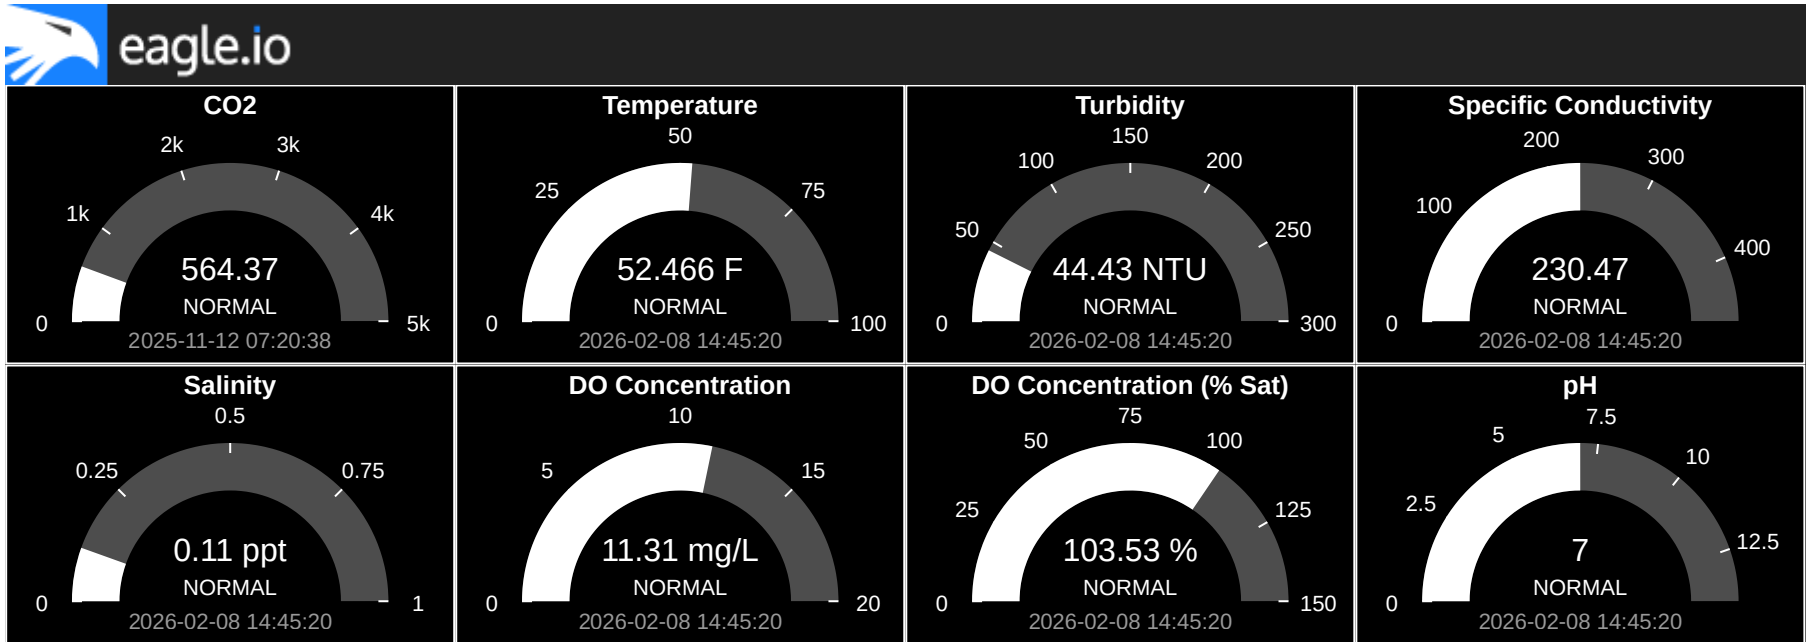 eagle.io
CO2
0
1k
2k
3k
4k
5k
564.37
NORMAL
2025-11-12 07:20:38
Temperature
0
25
50
75
100
52.466 F
NORMAL
2026-02-08 14:45:20
Turbidity
0
50
100
150
200
250
300
44.43 NTU
NORMAL
2026-02-08 14:45:20
Specific Conductivity
0
100
200
300
400
230.47
NORMAL
2026-02-08 14:45:20
Salinity
0
0.25
0.5
0.75
1
0.11 ppt
NORMAL
2026-02-08 14:45:20
DO Concentration
0
5
10
15
20
11.31 mg/L
NORMAL
2026-02-08 14:45:20
DO Concentration (% Sat)
0
25
50
75
100
125
150
103.53 %
NORMAL
2026-02-08 14:45:20
pH
0
2.5
5
7.5
10
12.5
7
NORMAL
2026-02-08 14:45:20